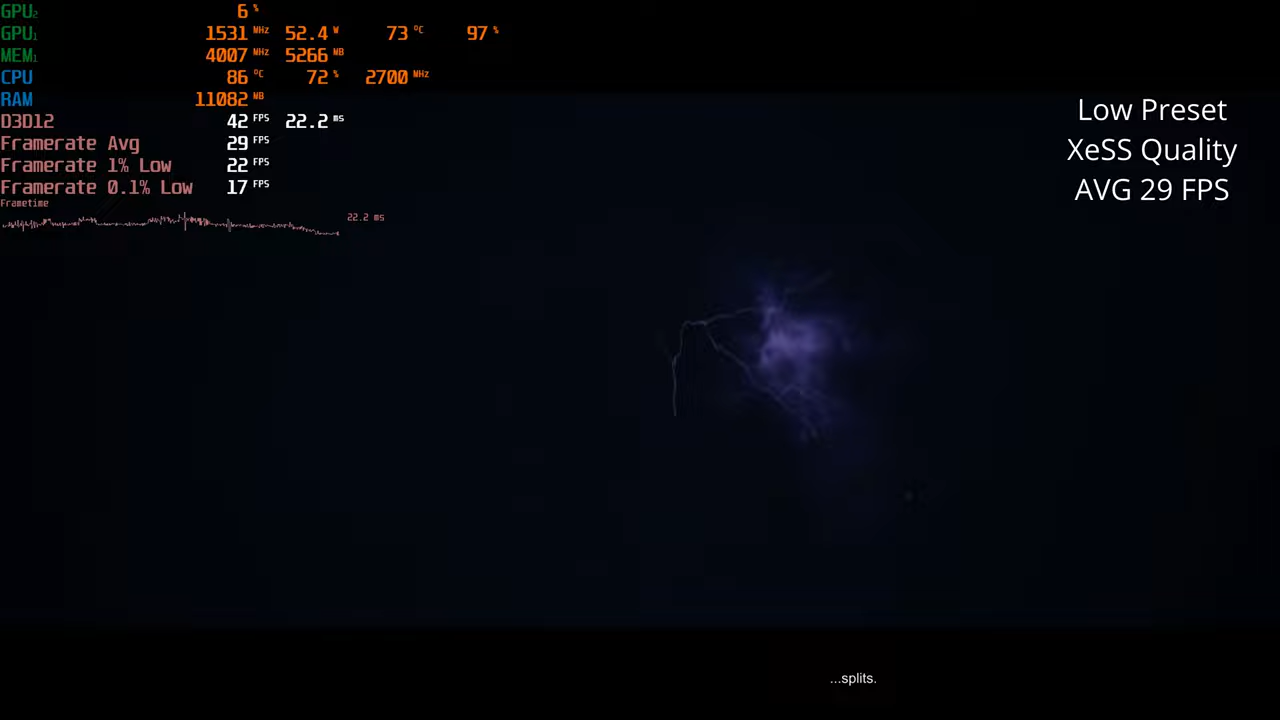 GPU₂ 6 %
GPU₁ 1531 MHz 52.4 W 73 °C 97 %
MEM₁ 4007 MHz 5266 MB
CPU 86 °C 72 % 2700 MHz
RAM 11082 MB
D3D12 42 FPS 22.2 ms
Framerate Avg 29 FPS
Framerate 1% Low 22 FPS
Framerate 0.1% Low 17 FPS
Frametime
22.2 ms
Low Preset
XeSS Quality
AVG 29 FPS
...splits.